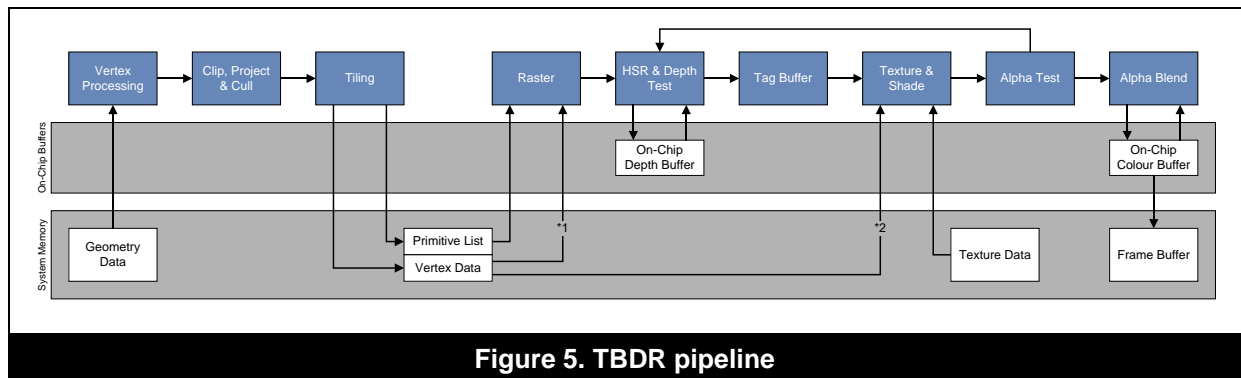 Vertex
Processing
Clip, Project
& Cull
Tiling
Raster
HSR & Depth
Test
Tag Buffer
Texture &
Shade
Alpha Test
Alpha Blend
On-Chip Buffers
On-Chip
Depth Buffer
On-Chip
Colour Buffer
System Memory
Geometry
Data
Primitive List
Vertex Data
*1
*2
Texture Data
Frame Buffer
Figure 5. TBDR pipeline